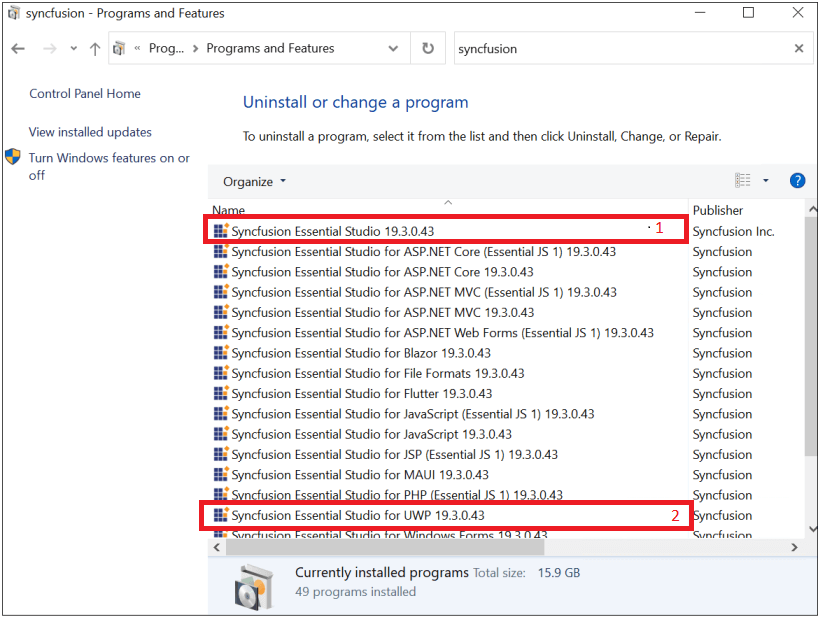 syncfusion - Programs and Features
« Prog... > Programs and Features
syncfusion
Control Panel Home
View installed updates
Turn Windows features on or
off
Uninstall or change a program
To uninstall a program, select it from the list and then click Uninstall, Change, or Repair.
Organize
?
Name Publisher
Syncfusion Essential Studio 19.3.0.43 1 Syncfusion Inc.
Syncfusion Essential Studio for ASP.NET Core (Essential JS 1) 19.3.0.43 Syncfusion
Syncfusion Essential Studio for ASP.NET Core 19.3.0.43 Syncfusion
Syncfusion Essential Studio for ASP.NET MVC (Essential JS 1) 19.3.0.43 Syncfusion
Syncfusion Essential Studio for ASP.NET MVC 19.3.0.43 Syncfusion
Syncfusion Essential Studio for ASP.NET Web Forms (Essential JS 1) 19.3.0.43 Syncfusion
Syncfusion Essential Studio for Blazor 19.3.0.43 Syncfusion
Syncfusion Essential Studio for File Formats 19.3.0.43 Syncfusion
Syncfusion Essential Studio for Flutter 19.3.0.43 Syncfusion
Syncfusion Essential Studio for JavaScript (Essential JS 1) 19.3.0.43 Syncfusion
Syncfusion Essential Studio for JavaScript 19.3.0.43 Syncfusion
Syncfusion Essential Studio for JSP (Essential JS 1) 19.3.0.43 Syncfusion
Syncfusion Essential Studio for MAUI 19.3.0.43 Syncfusion
Syncfusion Essential Studio for PHP (Essential JS 1) 19.3.0.43 Syncfusion
Syncfusion Essential Studio for UWP 19.3.0.43 2 Syncfusion
Syncfusion Essential Studio for Windows Forms 19.3.0.43 Syncfusion
Currently installed programs Total size: 15.9 GB
49 programs installed